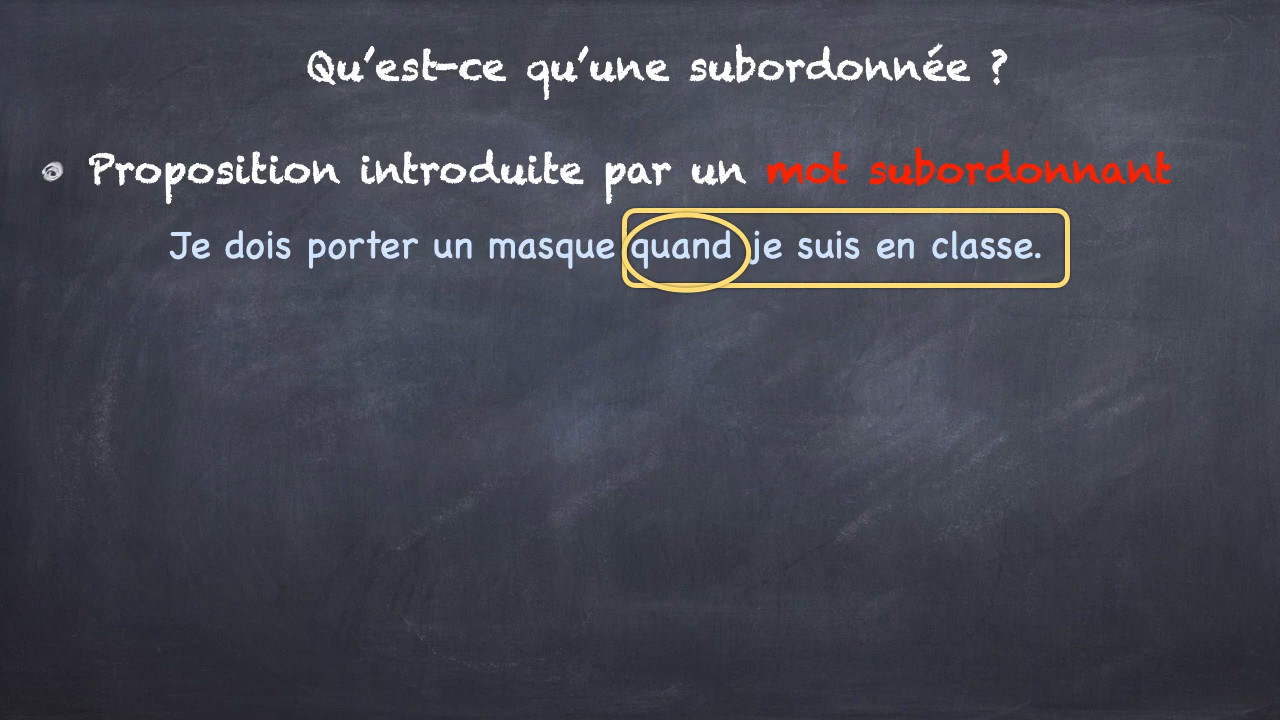 Qu'est-ce qu'une subordonnée ?
Proposition introduite par un mot subordonnant
Je dois porter un masque quand je suis en classe.